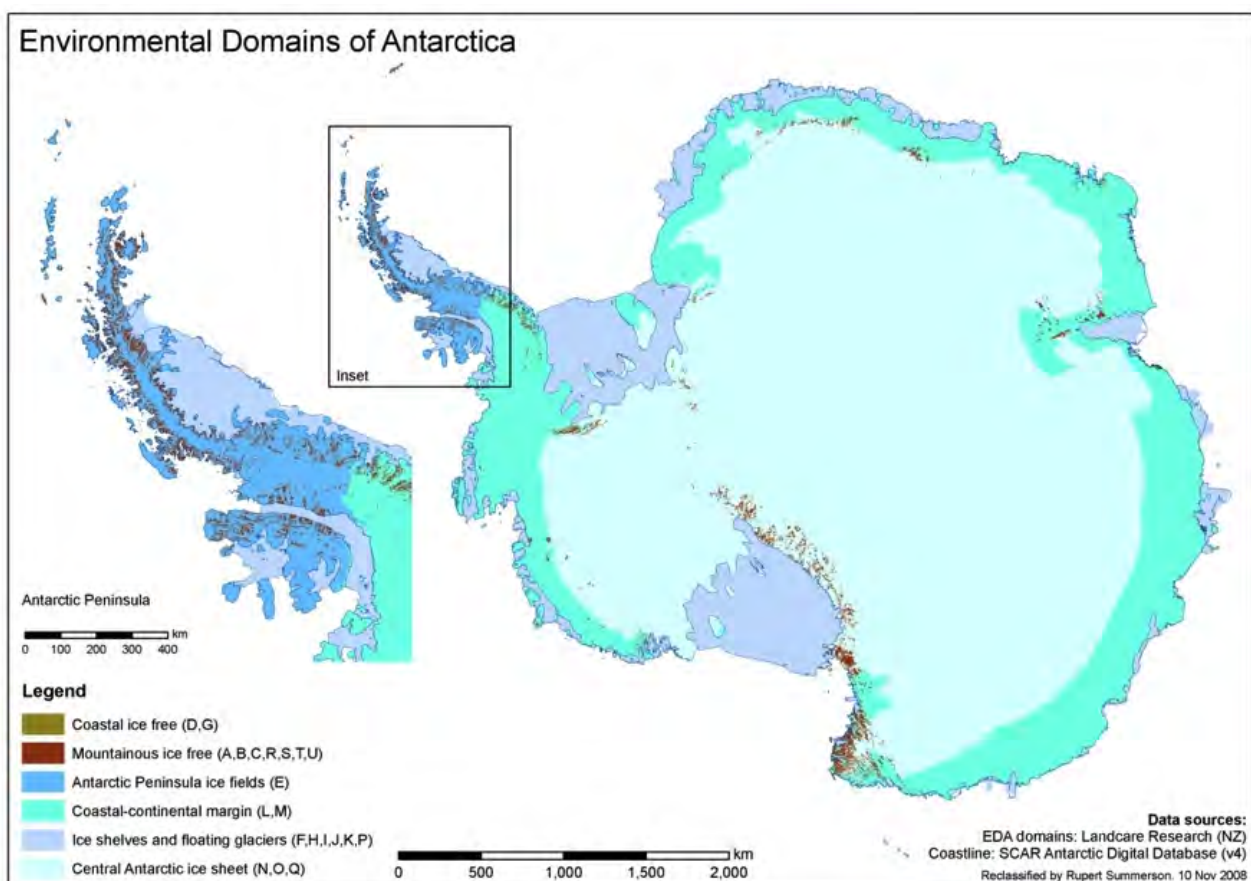 Environmental Domains of Antarctica
Inset
Antarctic Peninsula
km
0 100 200 300 400
Legend
Coastal ice free (D,G)
Mountainous ice free (A,B,C,R,S,T,U)
Antarctic Peninsula ice fields (E)
Coastal-continental margin (L,M)
Ice shelves and floating glaciers (F,H,I,J,K,P)
Central Antarctic ice sheet (N,O,Q)
km
0 500 1,000 1,500 2,000
Data sources:
EDA domains: Landcare Research (NZ)
Coastline: SCAR Antarctic Digital Database (v4)
Reclassified by Rupert Summerson. 10 Nov 2008